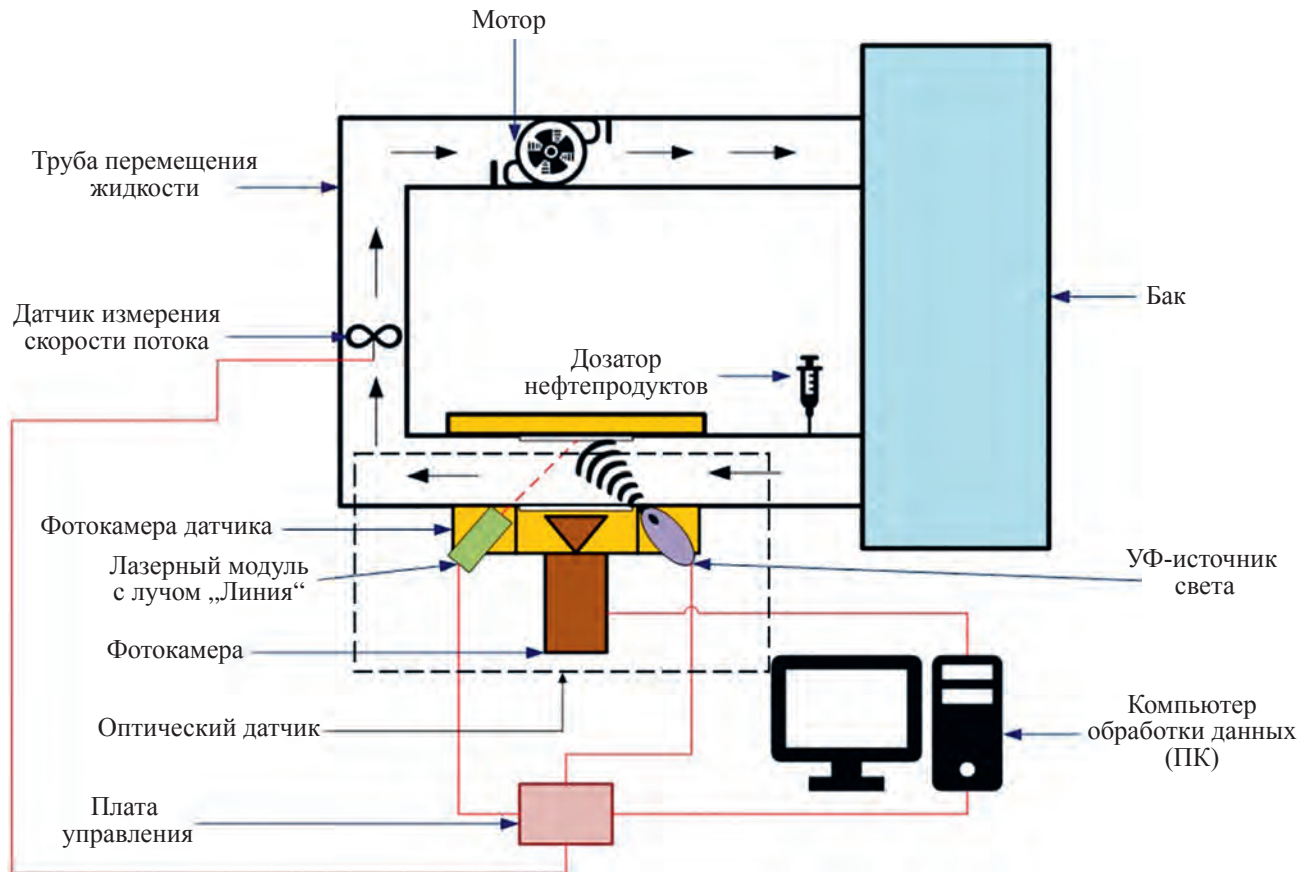 Мотор
Труба перемещения
жидкости
Датчик измерения
скорости потока
Бак
Дозатор
нефтепродуктов
Фотокамера датчика
Лазерный модуль
с лучом „Линия“
УФ-источник
света
Фотокамера
Оптический датчик
Компьютер
обработки данных
(ПК)
Плата
управления